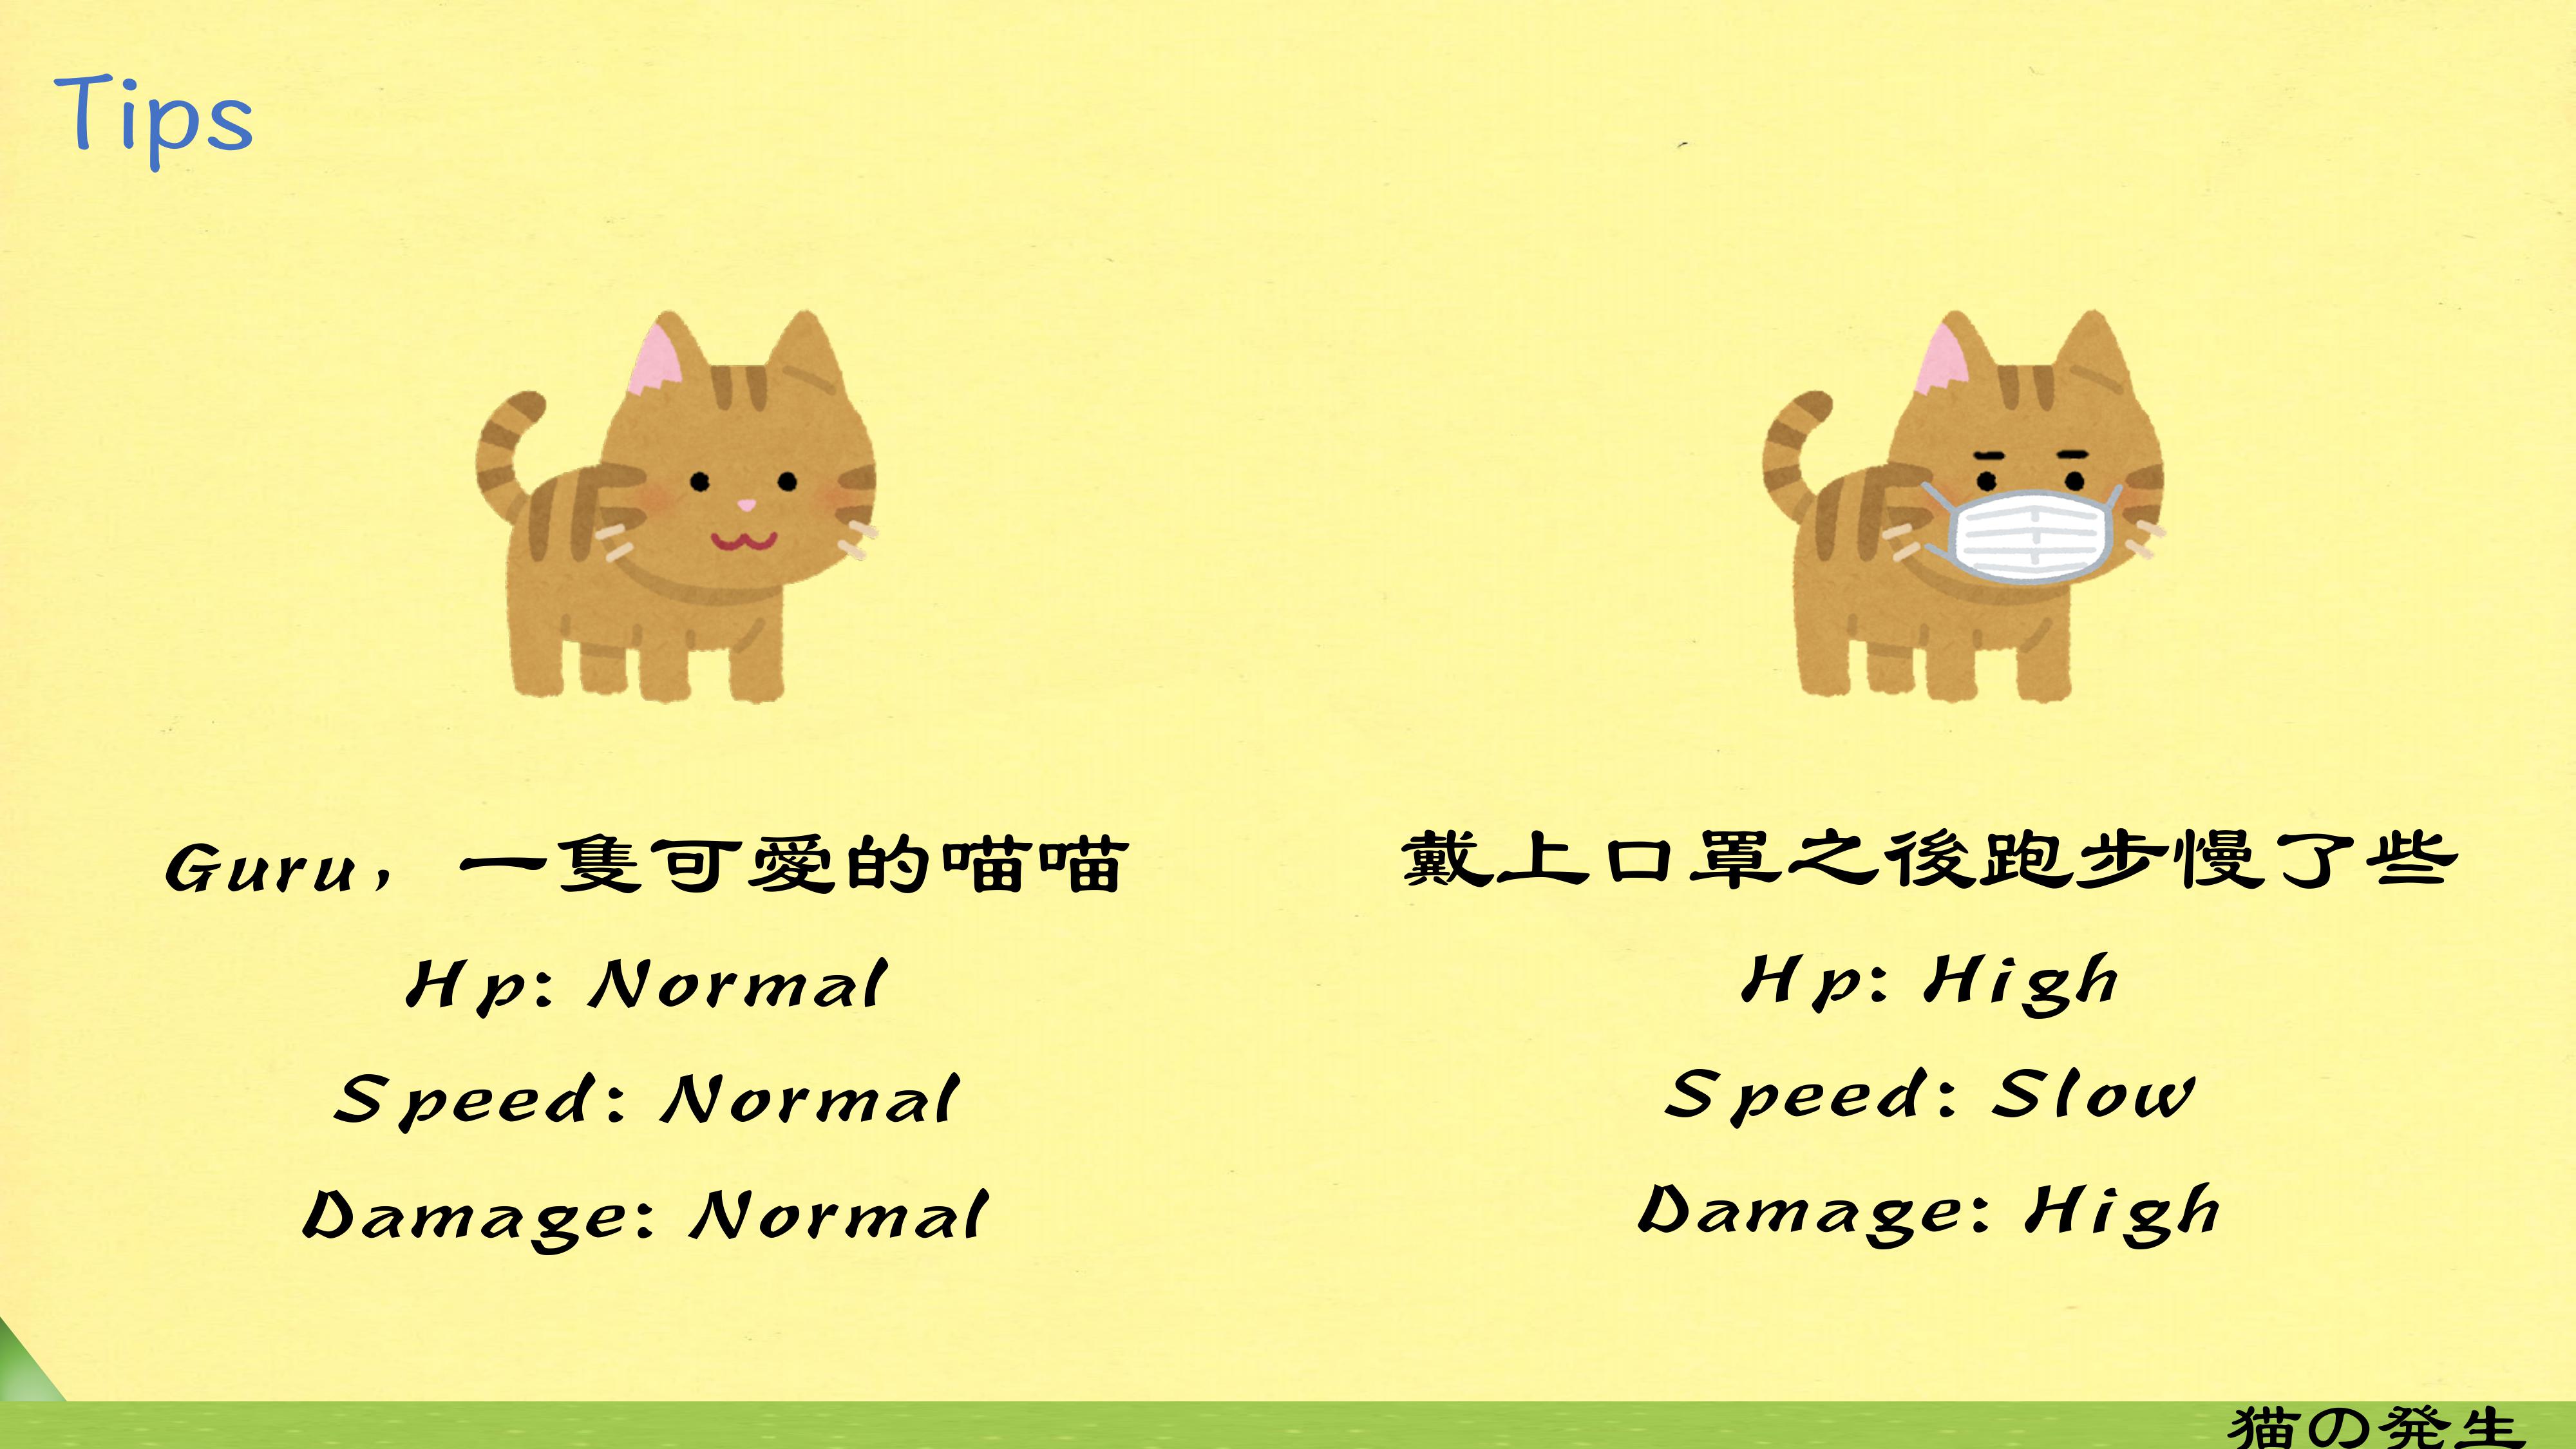 Tips
Guru，一隻可愛的喵喵
Hp: Normal
Speed: Normal
Damage: Normal
戴上口罩之後跑步慢了些
Hp: High
Speed: Slow
Damage: High
猫の発生